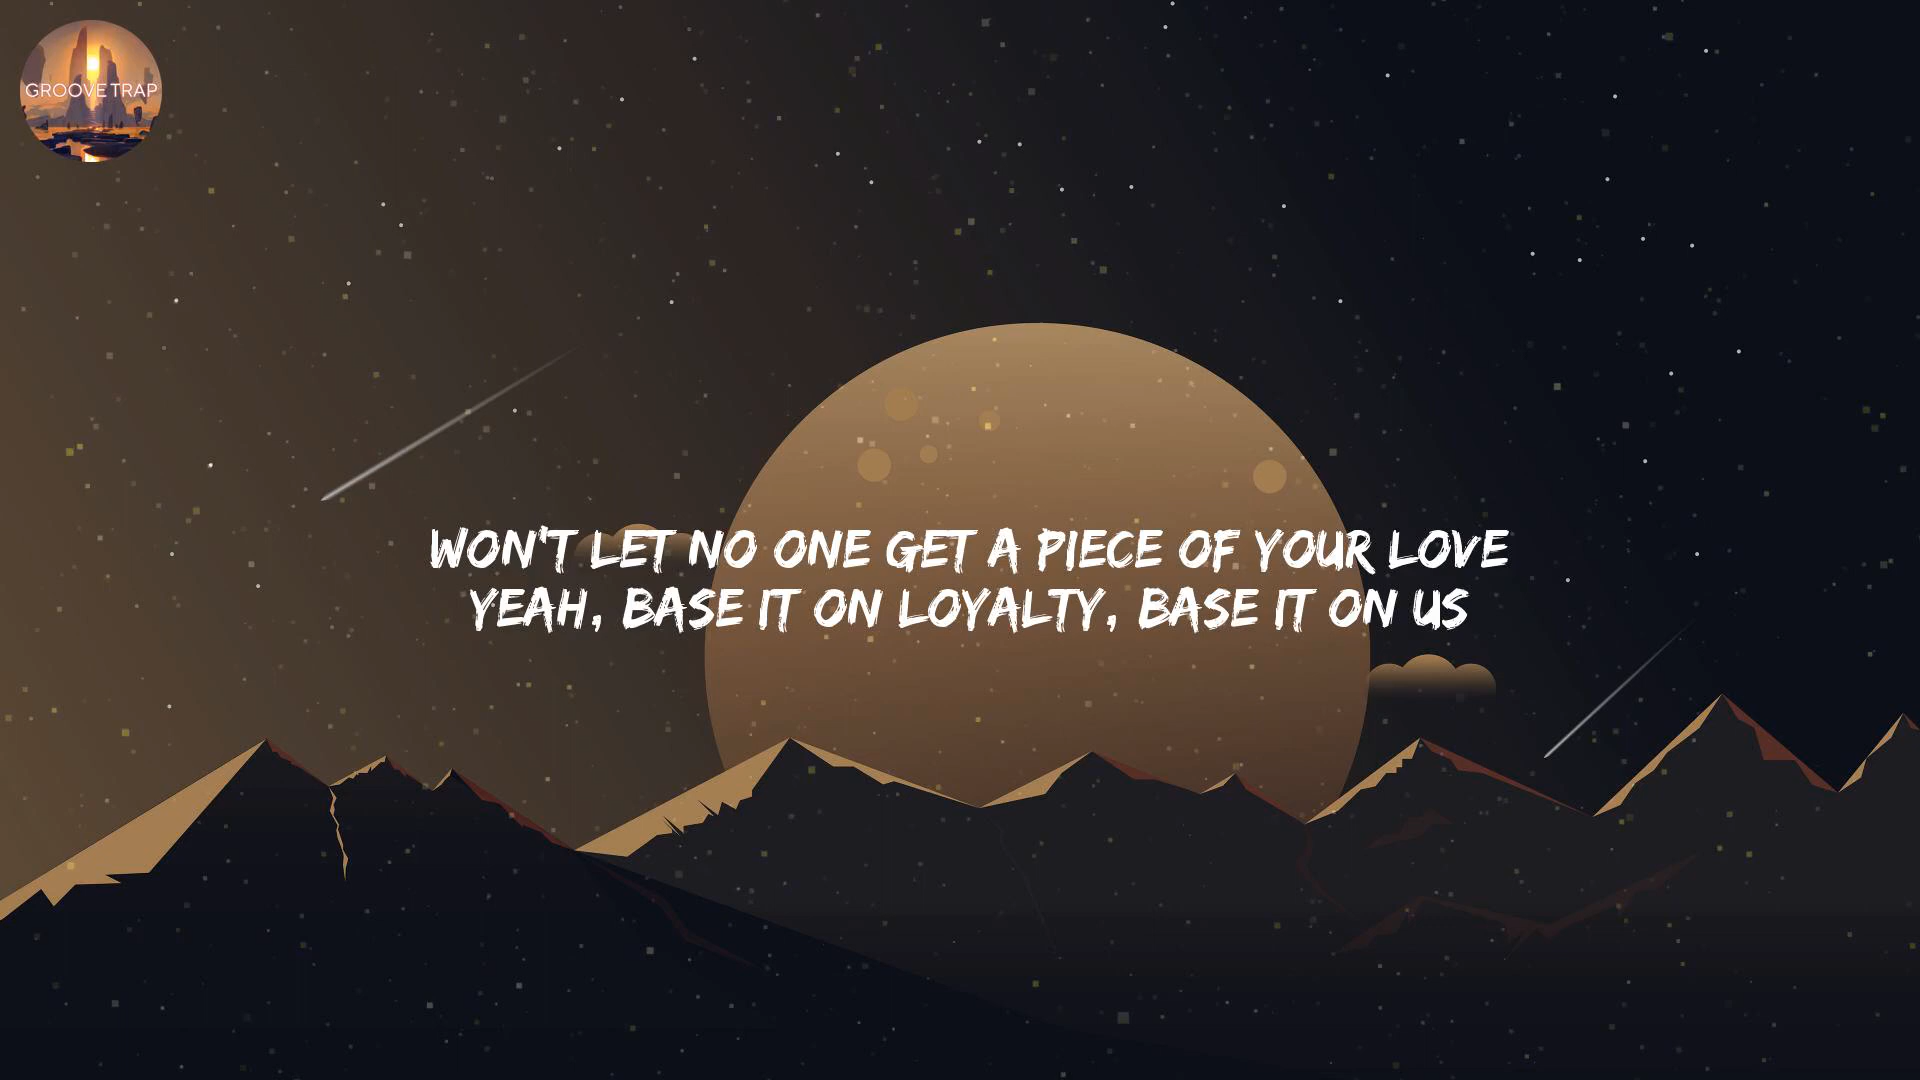 GROOVE TRAP
WON'T LET NO ONE GET A PIECE OF YOUR LOVE
YEAH, BASE IT ON LOYALTY, BASE IT ON US